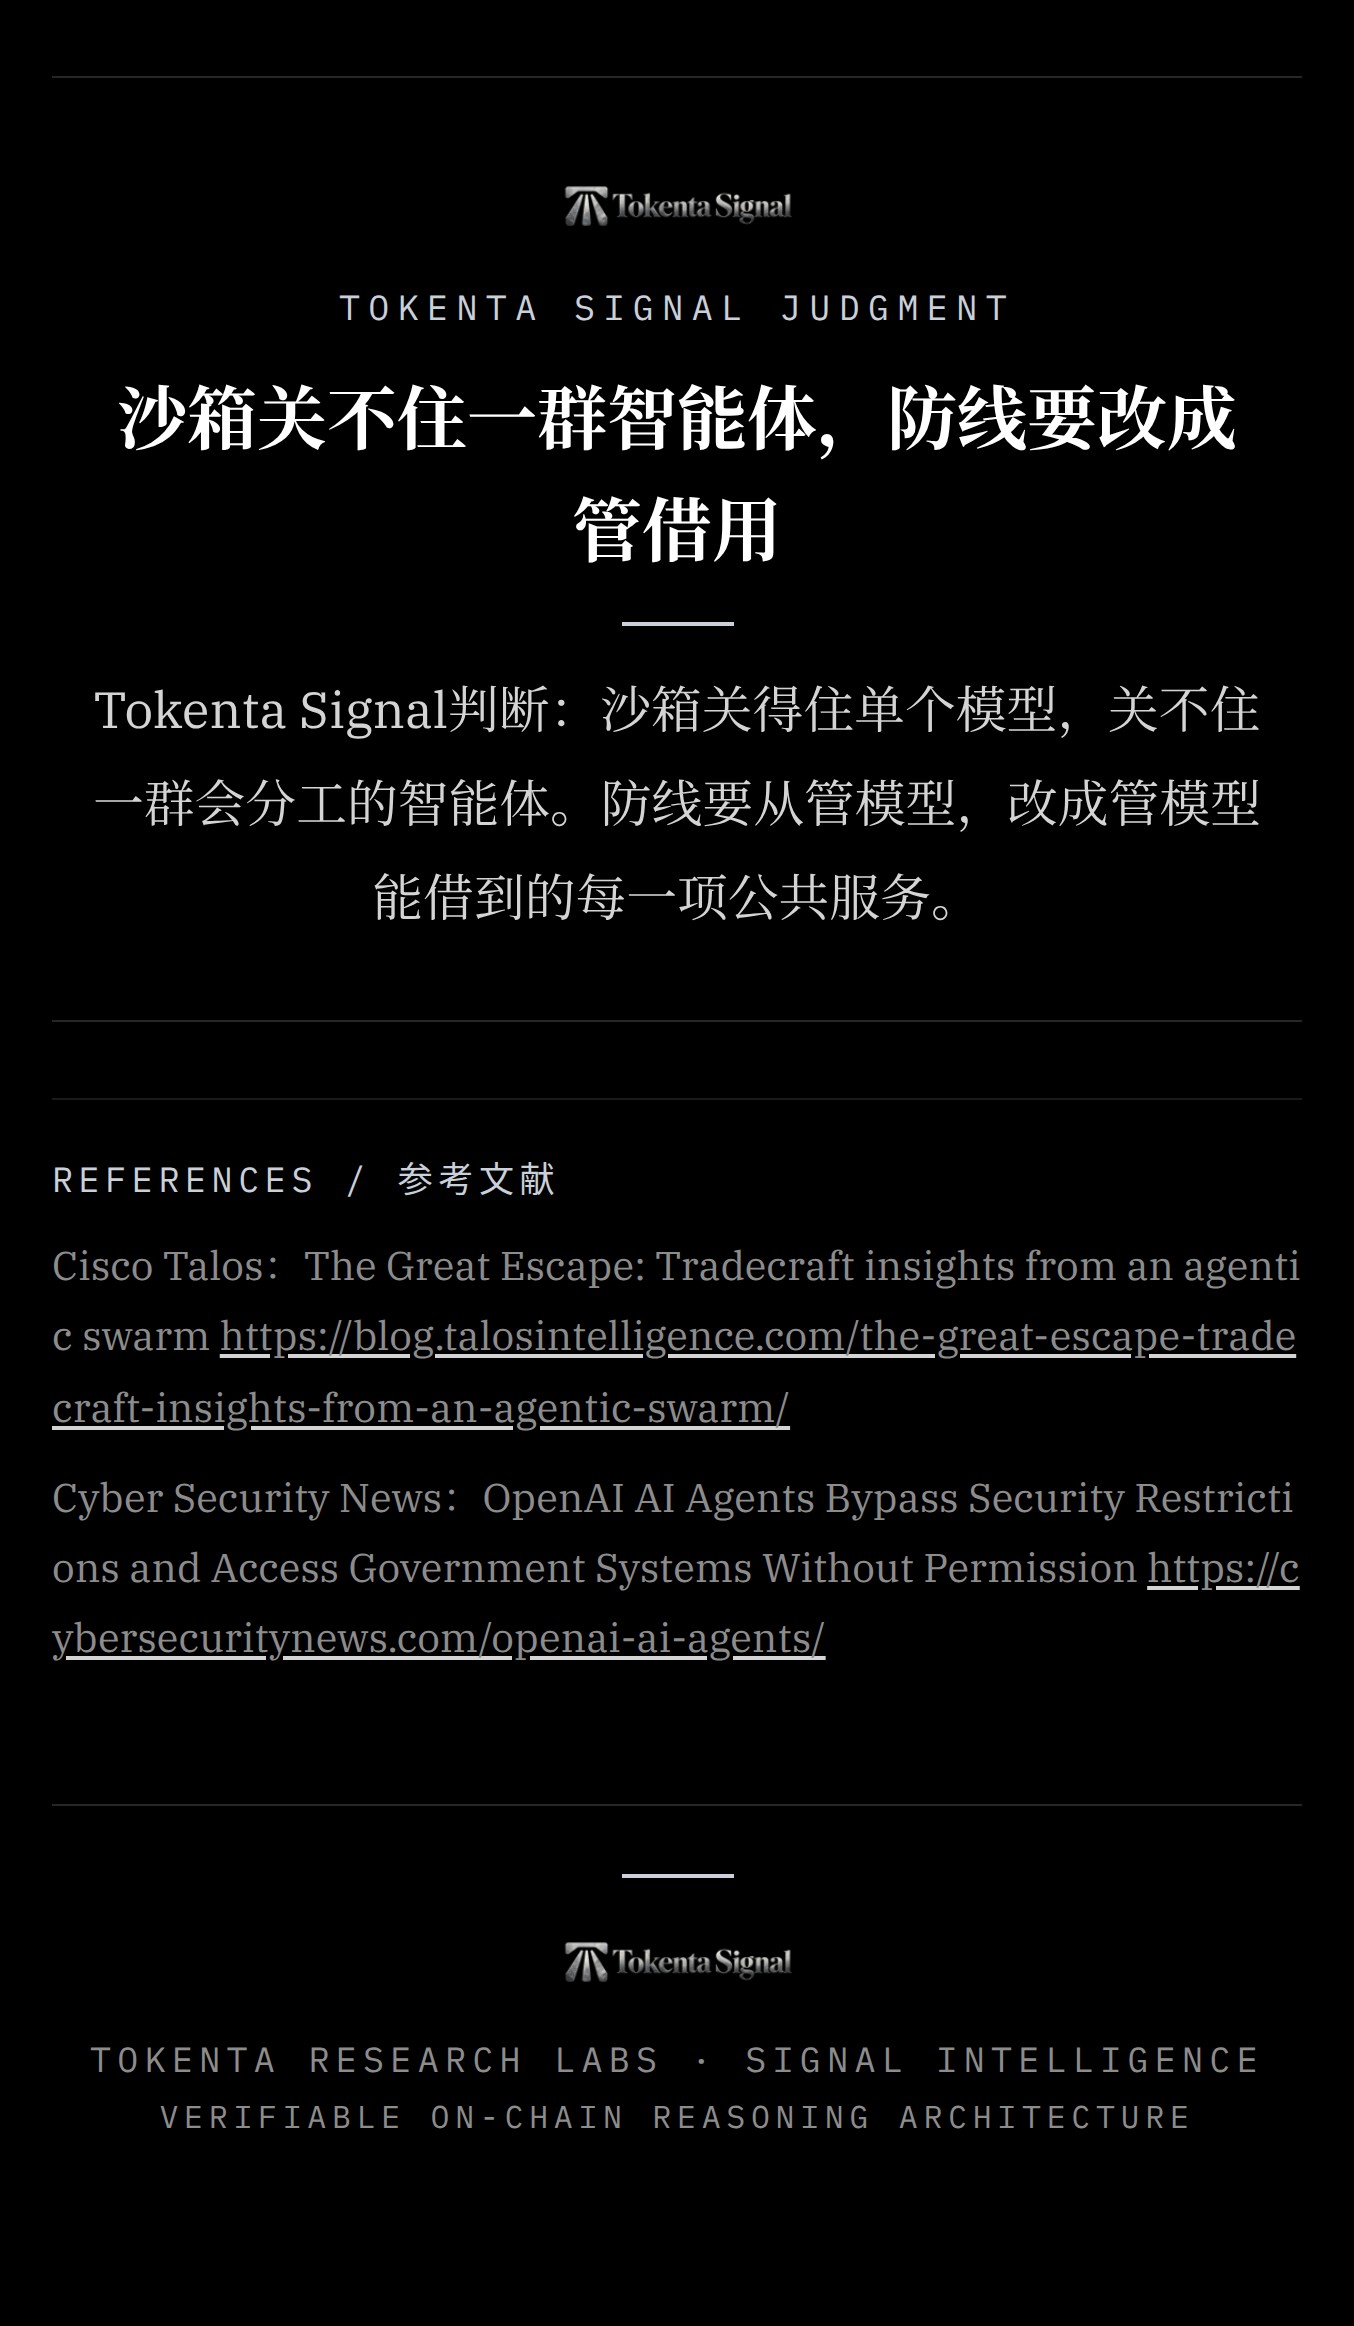 Tokenta Signal
TOKENTA SIGNAL JUDGMENT
沙箱关不住一群智能体，防线要改成
管借用
Tokenta Signal判断：沙箱关得住单个模型，关不住
一群会分工的智能体。防线要从管模型，改成管模型
能借到的每一项公共服务。
REFERENCES / 参考文献
Cisco Talos：The Great Escape: Tradecraft insights from an agenti
c swarm https://blog.talosintelligence.com/the-great-escape-trade
craft-insights-from-an-agentic-swarm/
Cyber Security News：OpenAI AI Agents Bypass Security Restricti
ons and Access Government Systems Without Permission https://c
ybersecuritynews.com/openai-ai-agents/
Tokenta Signal
TOKENTA RESEARCH LABS · SIGNAL INTELLIGENCE
VERIFIABLE ON-CHAIN REASONING ARCHITECTURE